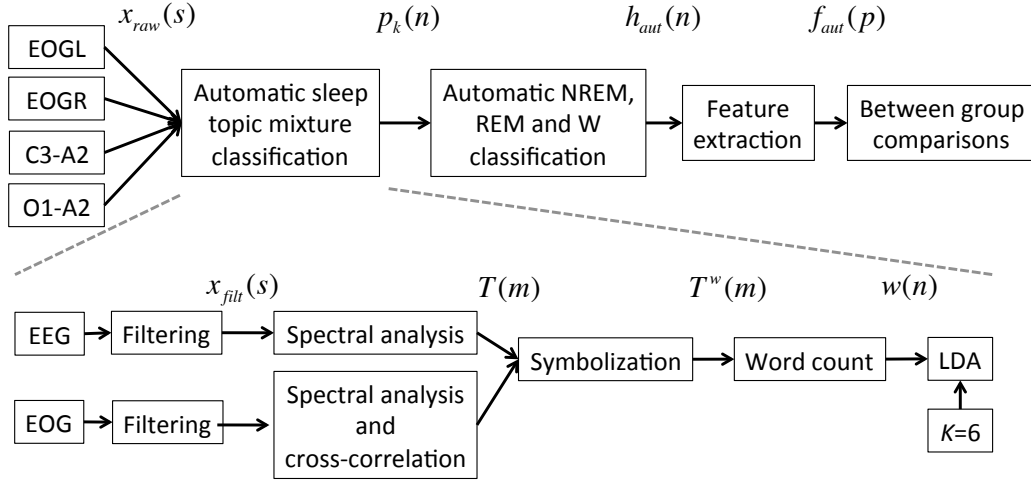 x_raw(s)
p_k(n)
h_aut(n)
f_aut(p)
EOGL
EOGR
C3-A2
O1-A2
Automatic sleep
topic mixture
classification
Automatic NREM,
REM and W
classification
Feature
extraction
Between group
comparisons
x_filt(s)
T(m)
T^w(m)
w(n)
EEG
Filtering
Spectral analysis
EOG
Filtering
Spectral analysis
and
cross-correlation
Symbolization
Word count
LDA
K=6